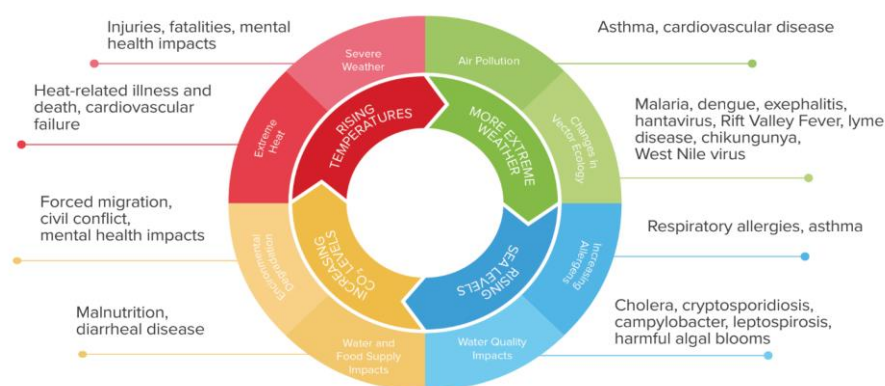 Injuries, fatalities, mental
health impacts
Asthma, cardiovascular disease
Heat-related illness and
death, cardiovascular
failure
Malaria, dengue, exephalitis,
hantavirus, Rift Valley Fever, lyme
disease, chikungunya,
West Nile virus
Forced migration,
civil conflict,
mental health impacts
Respiratory allergies, asthma
Malnutrition,
diarrheal disease
Cholera, cryptosporidiosis,
campylobacter, leptospirosis,
harmful algal blooms
Severe
Weather
Air Pollution
Extreme
Heat
Changes in
Vector Ecology
Environmental
Degradation
Increasing
Allergens
Water and
Food Supply
Impacts
Water Quality
Impacts
RISING
TEMPERATURES
MORE EXTREME
WEATHER
INCREASING
CO₂ LEVELS
RISING
SEA LEVELS